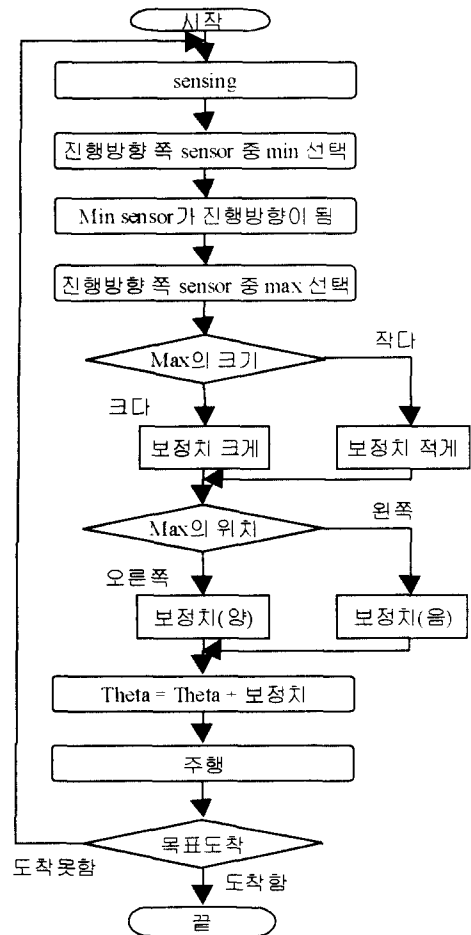 시작
sensing
진행방향 쪽 sensor 중 min 선택
Min sensor가 진행방향이 됨
진행방향 쪽 sensor 중 max 선택
Max의 크기
작다
크다
보정치 크게
보정치 적게
Max의 위치
왼쪽
오른쪽
보정치(양)
보정치(음)
Theta = Theta + 보정치
주행
목표도착
도착못함
도착함
끝